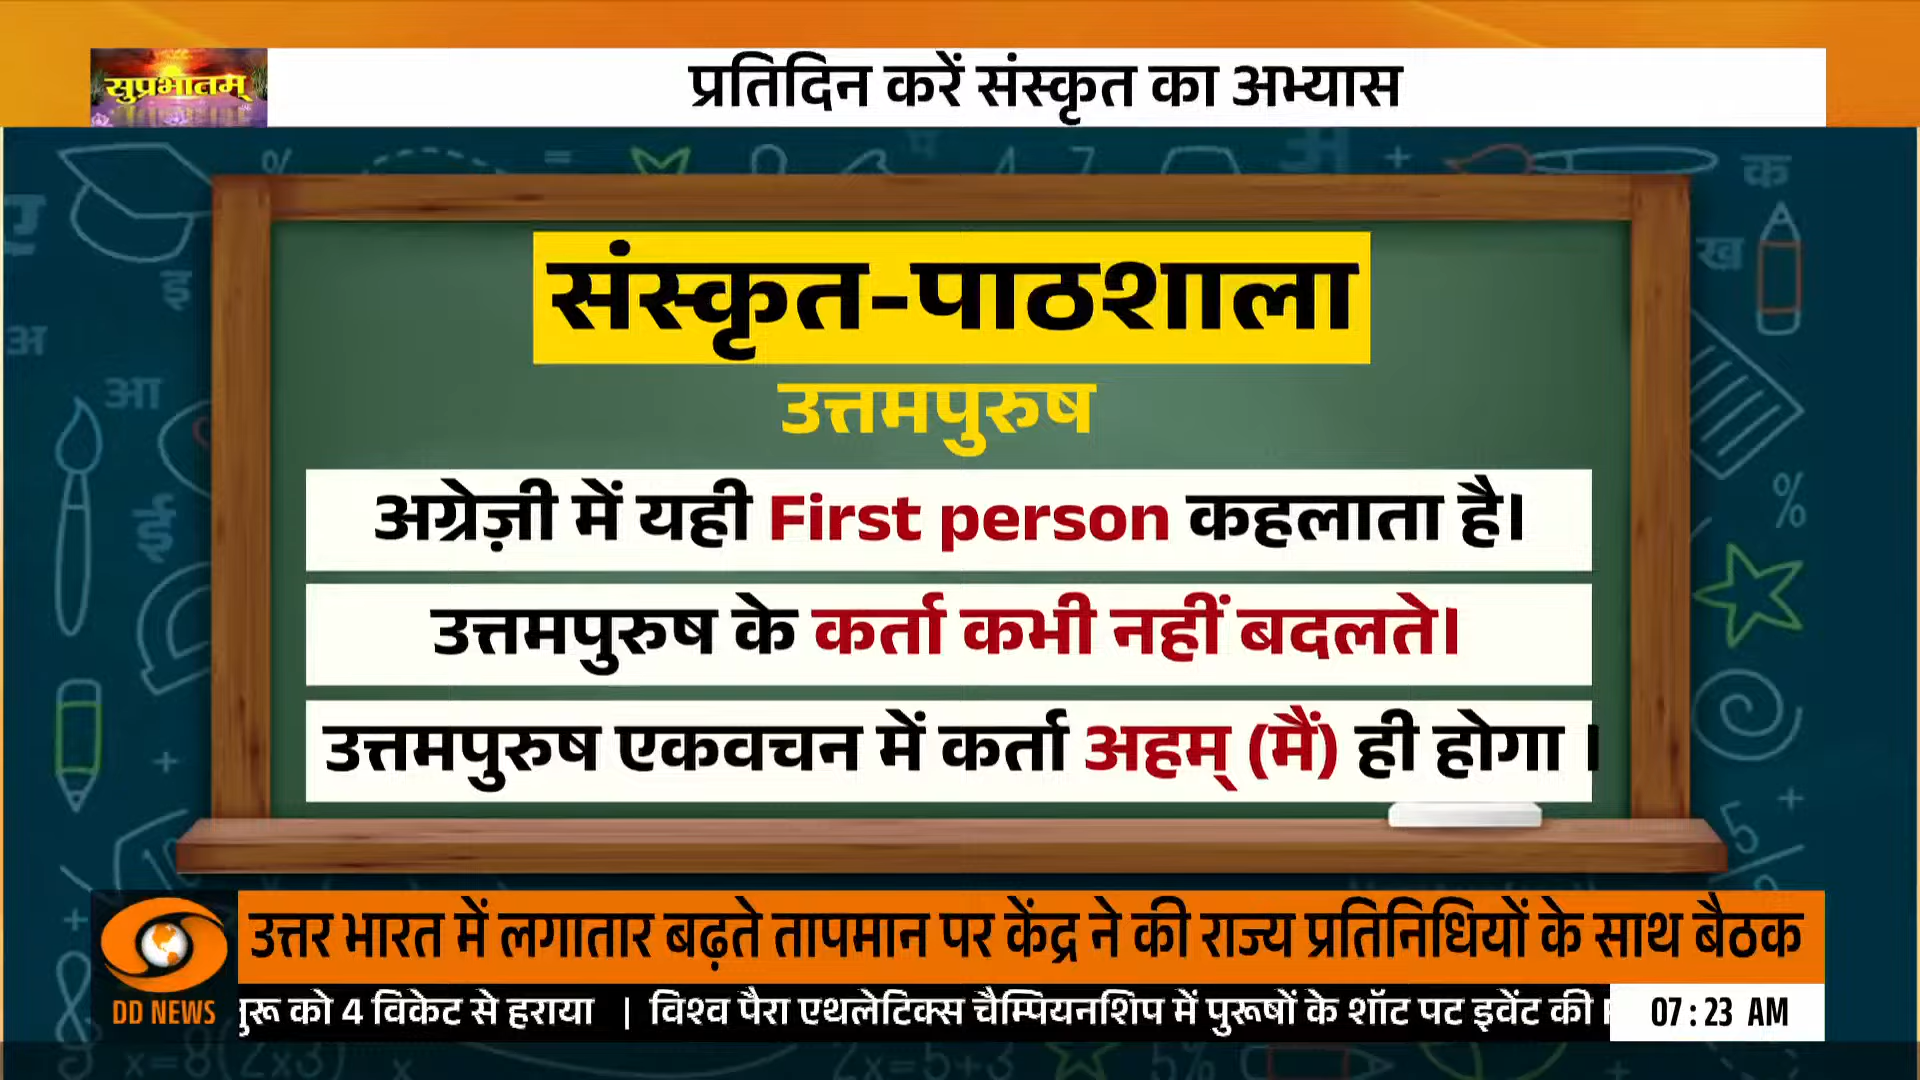 सुप्रभातम्
प्रतिदिन करें संस्कृत का अभ्यास
संस्कृत-पाठशाला
उत्तमपुरुष
अग्रेज़ी में यही First person कहलाता है।
उत्तमपुरुष के कर्ता कभी नहीं बदलते।
उत्तमपुरुष एकवचन में कर्ता अहम् (मैं) ही होगा ।
उत्तर भारत में लगातार बढ़ते तापमान पर केंद्र ने की राज्य प्रतिनिधियों के साथ बैठक
DD NEWS
को 4 विकेट से हराया | विश्व पैरा एथलेटिक्स चैम्पियनशिप में पुरूषों के शॉट पट इवेंट की
07:23 AM